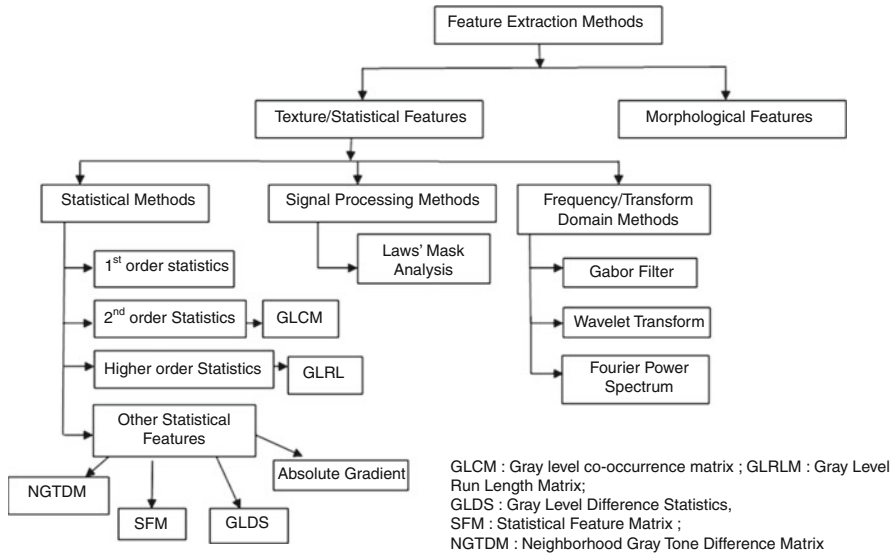 Feature Extraction Methods
Texture/Statistical Features
Morphological Features
Statistical Methods
Signal Processing Methods
Frequency/Transform
Domain Methods
1st order statistics
2nd order Statistics
GLCM
Higher order Statistics
GLRL
Other Statistical
Features
NGTDM
SFM
GLDS
Absolute Gradient
Laws' Mask
Analysis
Gabor Filter
Wavelet Transform
Fourier Power
Spectrum
GLCM : Gray level co-occurrence matrix ; GLRLM : Gray Level
Run Length Matrix;
GLDS : Gray Level Difference Statistics,
SFM : Statistical Feature Matrix ;
NGTDM : Neighborhood Gray Tone Difference Matrix